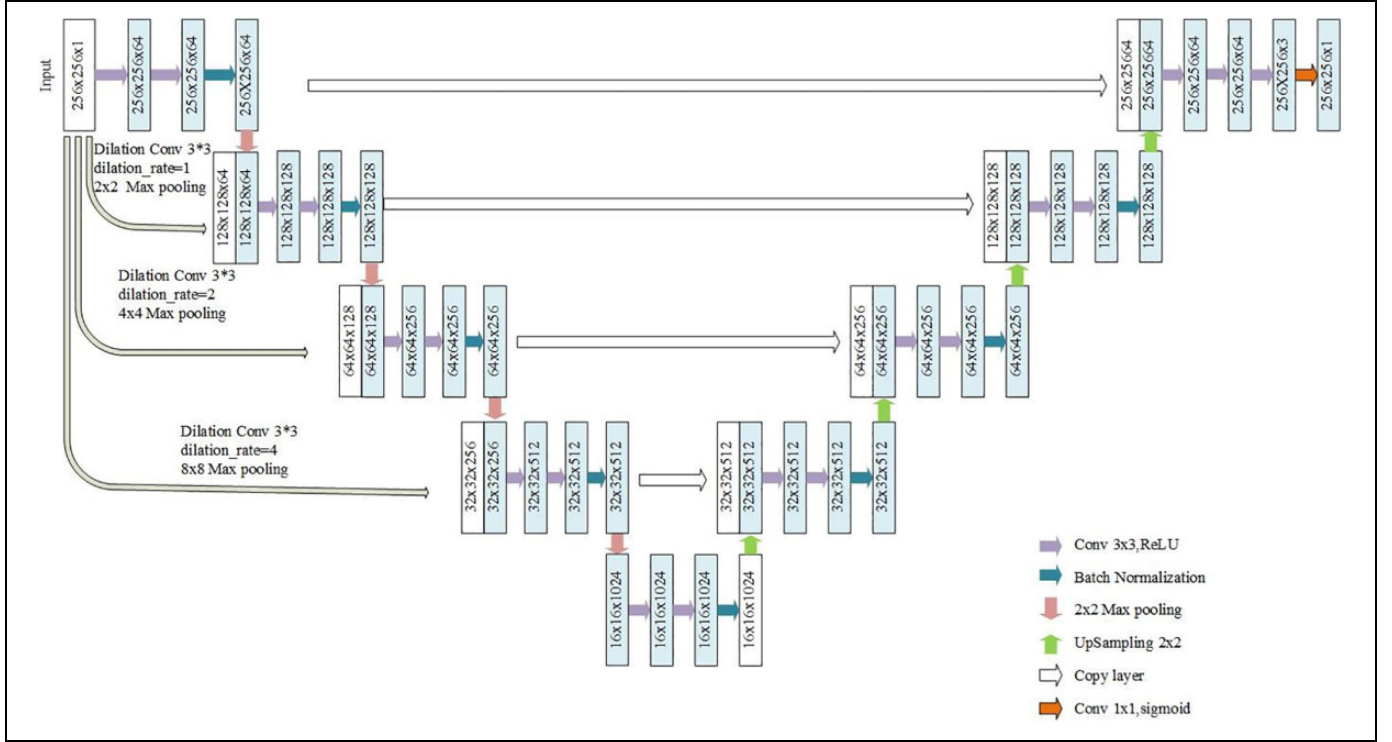 Input
256x256x1
256x256x64
256x256x64
256X256x64
256x25664
256x25664
256x256x64
256x256x64
256X256x3
256x256x1
Dilation Conv 3*3
dilation_rate=1
2x2 Max pooling
128x128x64
128x128x64
128x128x128
128x128x128
128x128x128
128x128x128
128x128x128
128x128x128
128x128x128
128x128x128
Dilation Conv 3*3
dilation_rate=2
4x4 Max pooling
64x64x128
64x64x128
64x64x256
64x64x256
64x64x256
64x64x256
64x64x256
64x64x256
64x64x256
64x64x256
Dilation Conv 3*3
dilation_rate=4
8x8 Max pooling
32x32x256
32x32x256
32x32x512
32x32x512
32x32x512
32x32x512
32x32x512
32x32x512
32x32x512
32x32x512
16x16x1024
16x16x1024
16x16x1024
16x16x1024
Conv 3x3,ReLU
Batch Normalization
2x2 Max pooling
UpSampling 2x2
Copy layer
Conv 1x1,sigmoid